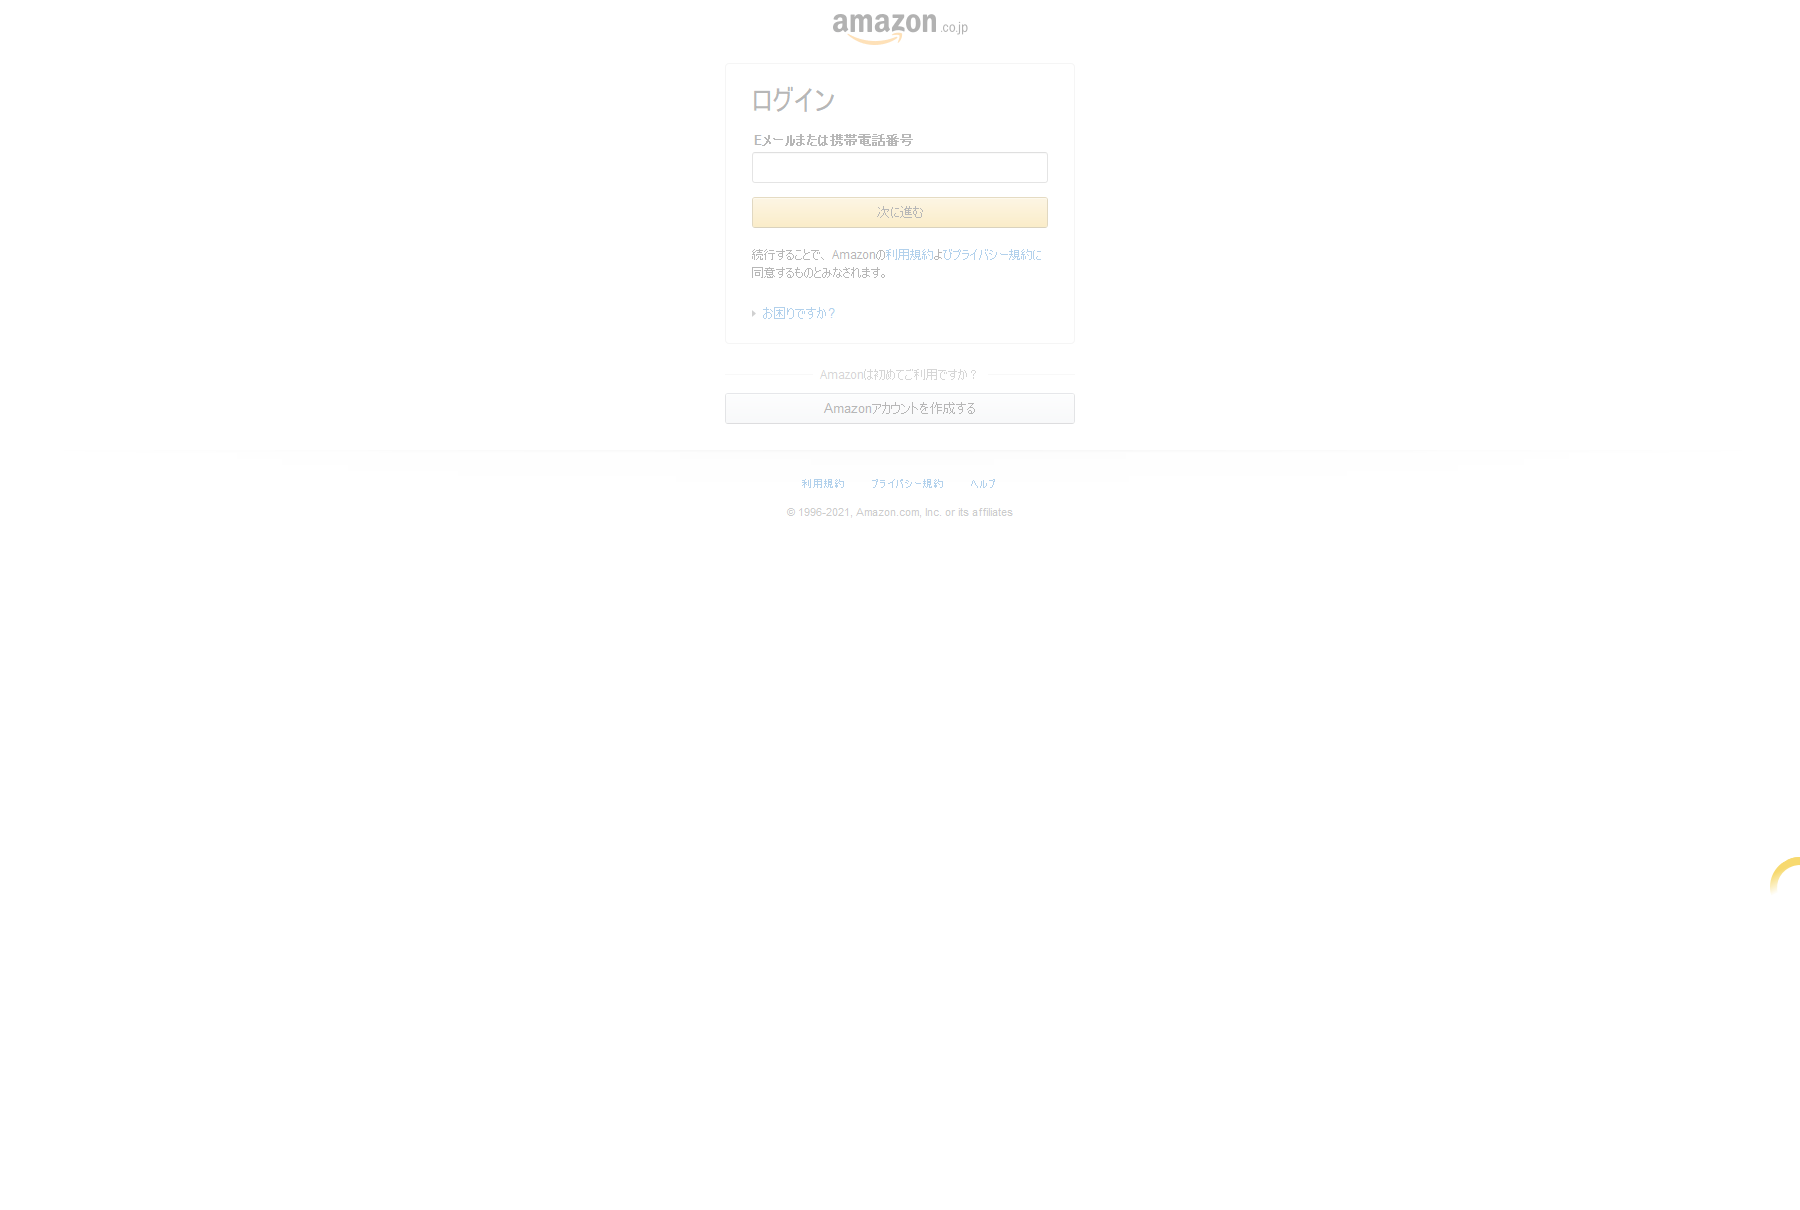 amazon.co.jp
ログイン
Eメールまたは携帯電話番号
次に進む
続行することで、Amazonの利用規約およびプライバシー規約に
同意するものとみなされます。
お困りですか？
Amazonは初めてご利用ですか？
Amazonアカウントを作成する
利用規約 プライバシー規約 ヘルプ
© 1996-2021, Amazon.com, Inc. or its affiliates